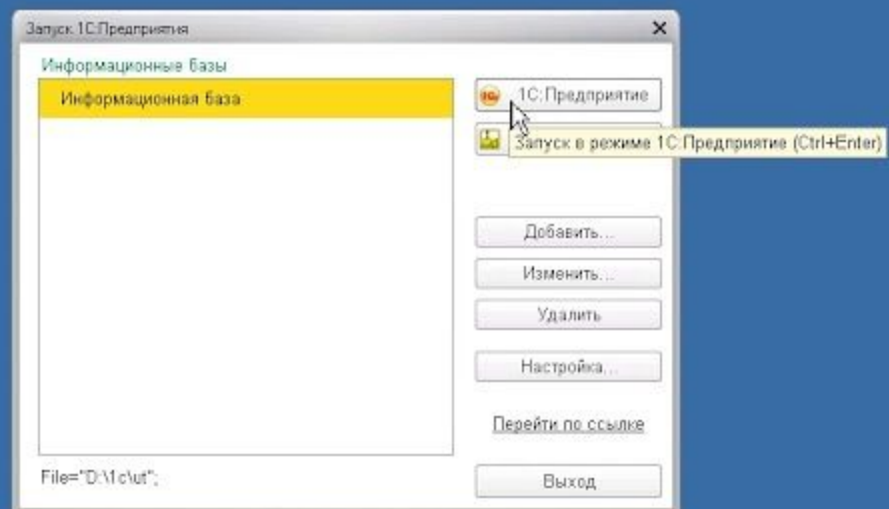 Запуск 1С:Предприятия
Информационные базы
Информационная база
1С:Предприятие
Запуск в режиме 1С:Предприятие (Ctrl+Enter)
Добавить...
Изменить...
Удалить
Настройка...
Перейти по ссылке
File="D:\1c\ut";
Выход